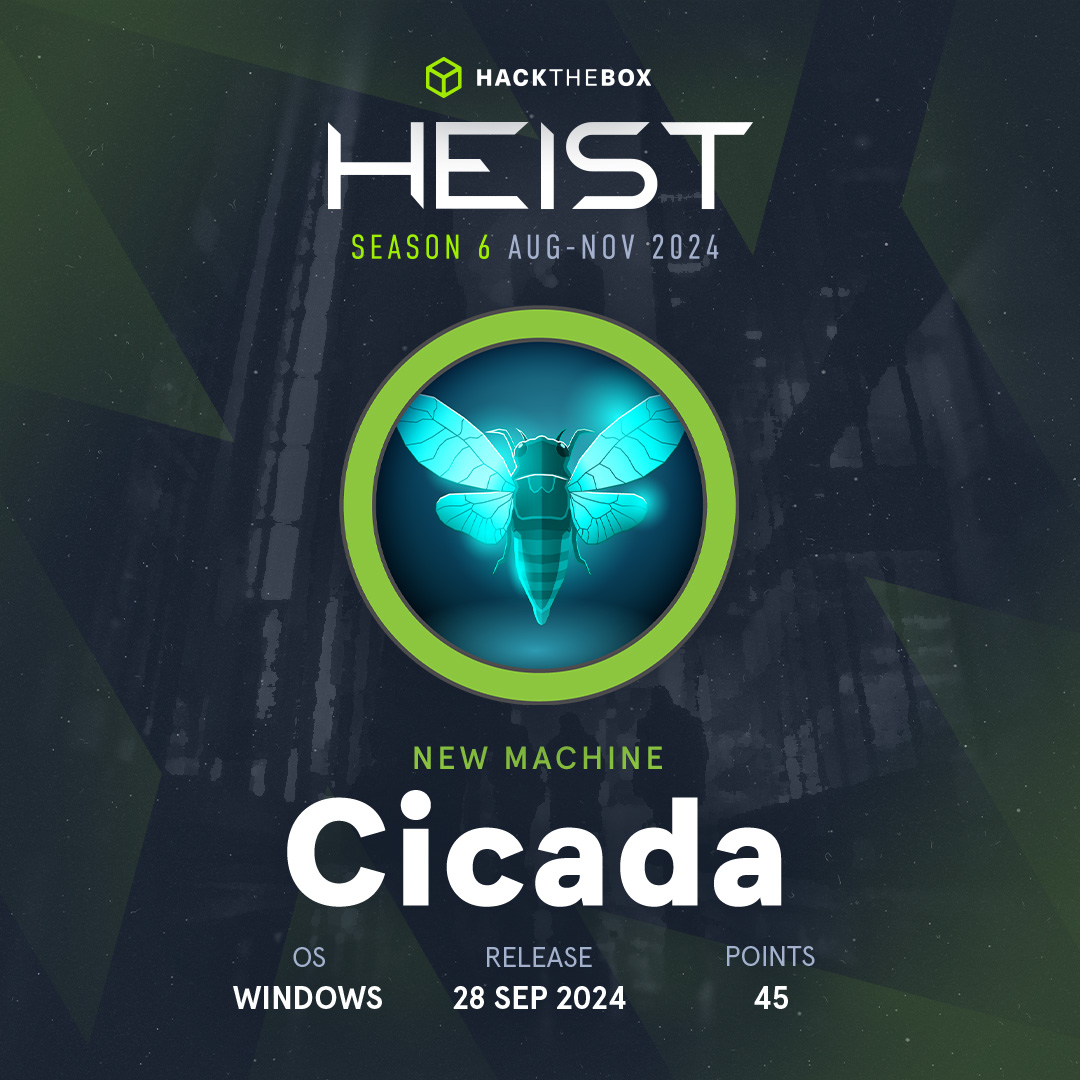 HACKTHEBOX
HEIST
SEASON 6 AUG-NOV 2024
NEW MACHINE
Cicada
OS RELEASE POINTS
WINDOWS 28 SEP 2024 45